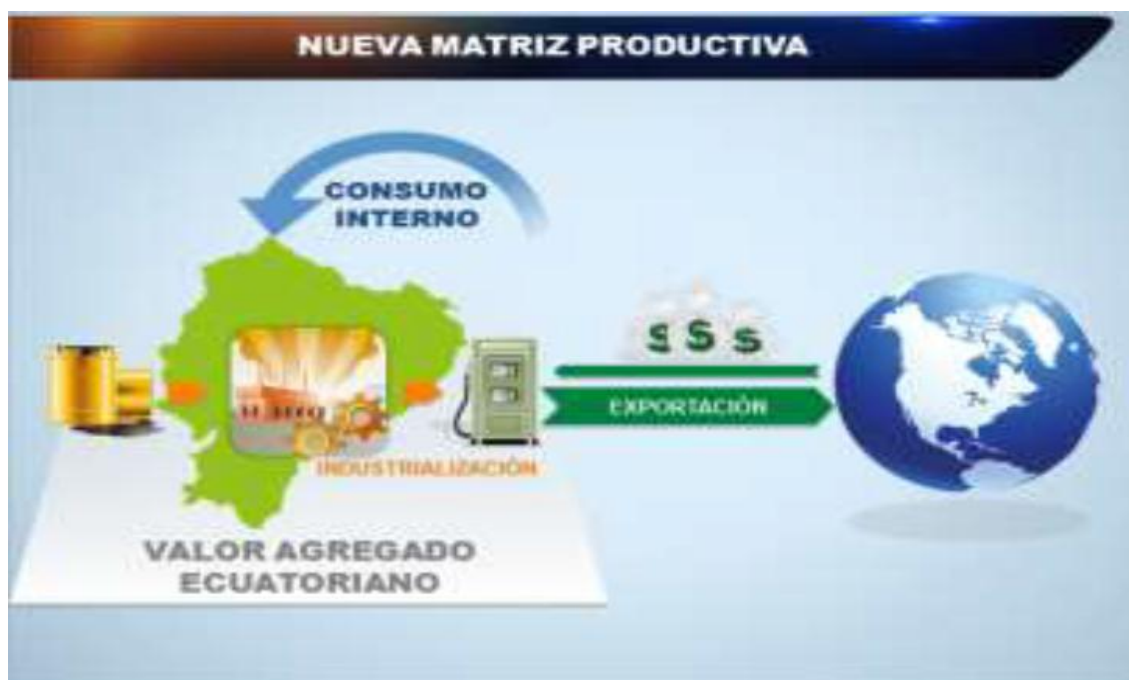 NUEVA MATRIZ PRODUCTIVA
CONSUMO
INTERNO
$ $ $
EXPORTACIÓN
INDUSTRIALIZACIÓN
VALOR AGREGADO
ECUATORIANO